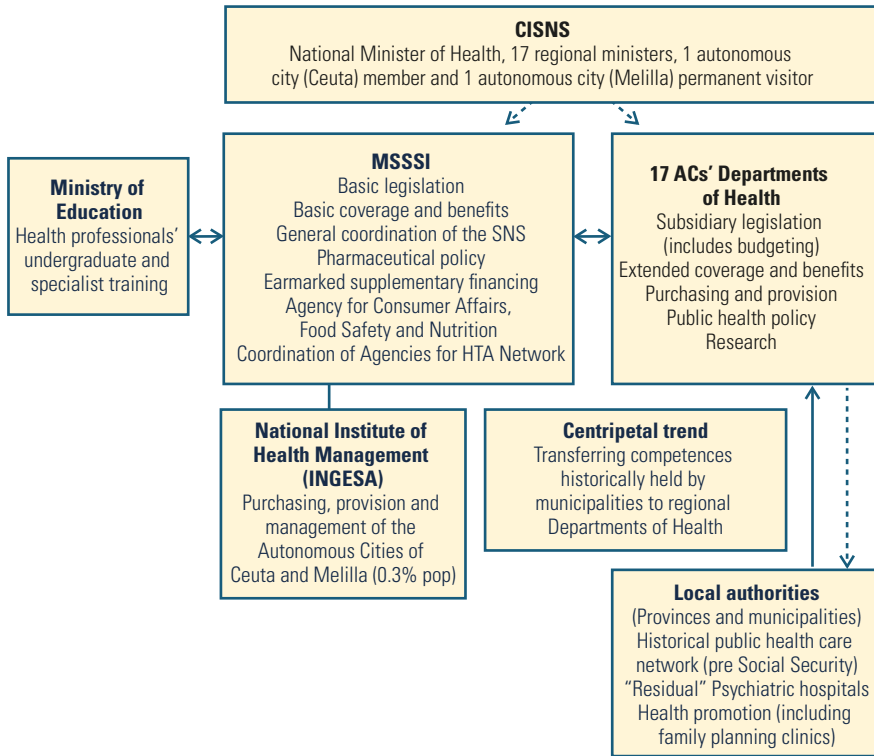 CISNS
National Minister of Health, 17 regional ministers, 1 autonomous
city (Ceuta) member and 1 autonomous city (Melilla) permanent visitor
Ministry of
Education
Health professionals’
undergraduate and
specialist training
MSSSI
Basic legislation
Basic coverage and benefits
General coordination of the SNS
Pharmaceutical policy
Earmarked supplementary financing
Agency for Consumer Affairs,
Food Safety and Nutrition
Coordination of Agencies for HTA Network
17 ACs’ Departments
of Health
Subsidiary legislation
(includes budgeting)
Extended coverage and benefits
Purchasing and provision
Public health policy
Research
National Institute of
Health Management
(INGESA)
Purchasing, provision and
management of the
Autonomous Cities of
Ceuta and Melilla (0.3% pop)
Centripetal trend
Transferring competences
historically held by
municipalities to regional
Departments of Health
Local authorities
(Provinces and municipalities)
Historical public health care
network (pre Social Security)
“Residual” Psychiatric hospitals
Health promotion (including
family planning clinics)